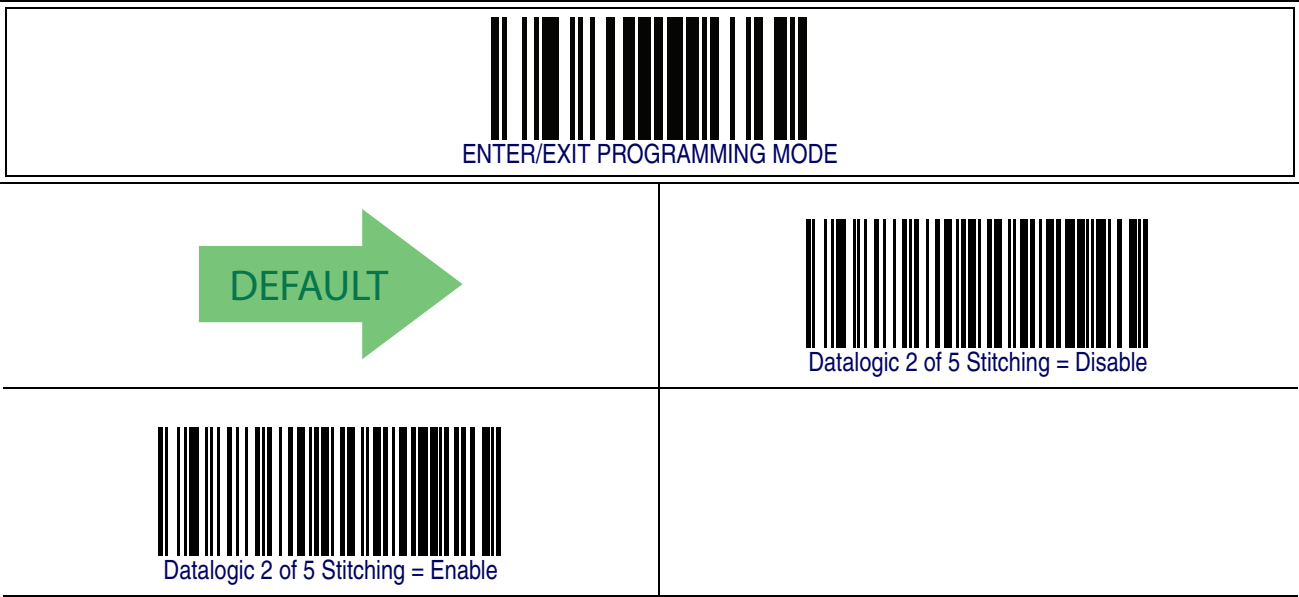 ENTER/EXIT PROGRAMMING MODE
DEFAULT
Datalogic 2 of 5 Stitching = Disable
Datalogic 2 of 5 Stitching = Enable